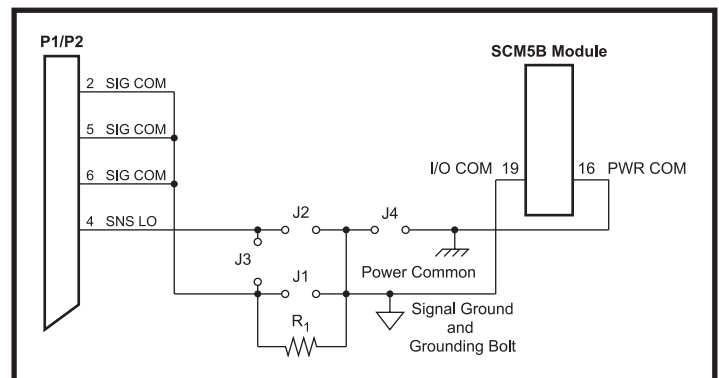 P1/P2
SCM5B Module
2 SIG COM
5 SIG COM
6 SIG COM
I/O COM 19
16 PWR COM
4 SNS LO
J2
J4
J3
Power Common
J1
Signal Ground
and
Grounding Bolt
R1